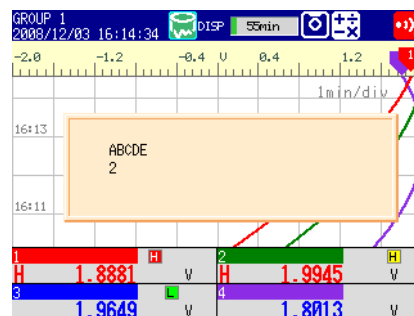 GROUP 1
2008/12/03 16:14:34 DISP 55min
-2.0 -1.2 -0.4 V 0.4 1.2 1
1min/div
16:13
ABCDE
2
16:11
1 H 2 H
H 1.8881 V H 1.9945 V
3 L 4
1.9649 V 1.8013 V